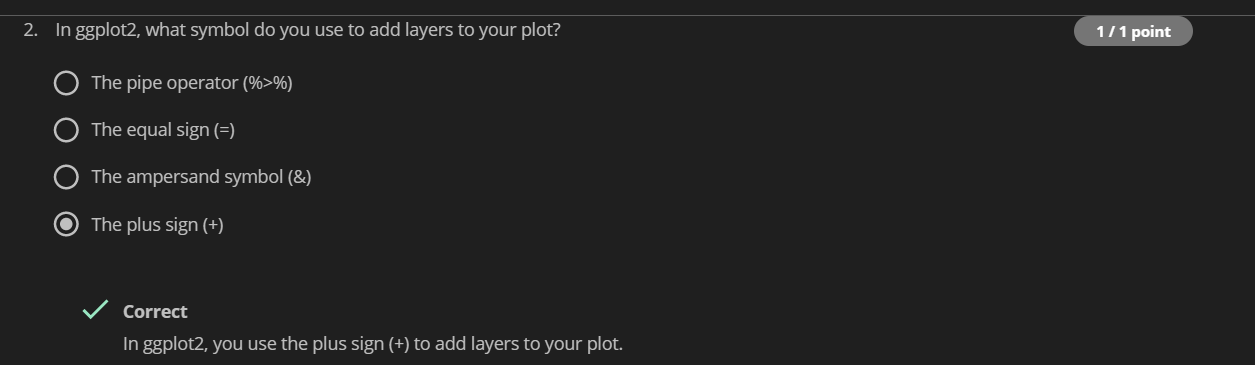 2. In ggplot2, what symbol do you use to add layers to your plot?
1 / 1 point
The pipe operator (%>%)
The equal sign (=)
The ampersand symbol (&)
The plus sign (+)
Correct
In ggplot2, you use the plus sign (+) to add layers to your plot.